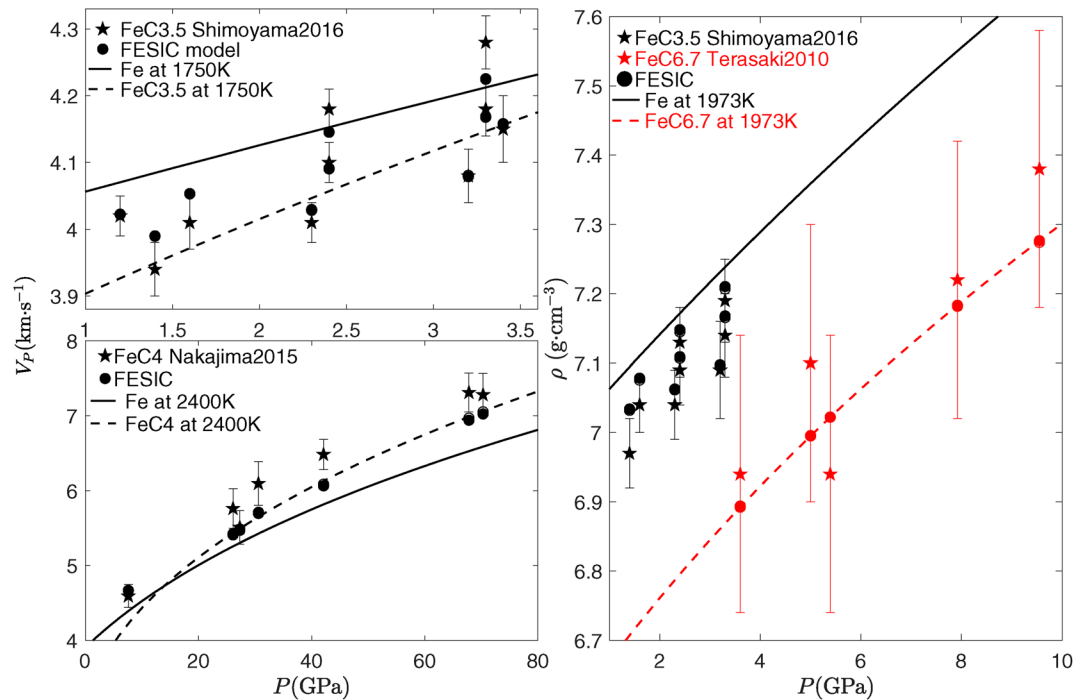 4.3
4.2
4.1
4
3.9
FeC3.5 Shimoyama2016
FESIC model
Fe at 1750K
FeC3.5 at 1750K
1
1.5
2
2.5
3
3.5
V_P(km·s⁻¹)
8
7
6
5
4
FeC4 Nakajima2015
FESIC
Fe at 2400K
FeC4 at 2400K
0
20
40
60
80
P(GPa)
7.6
7.5
7.4
7.3
7.2
7.1
7
6.9
6.8
6.7
ρ (g·cm⁻³)
FeC3.5 Shimoyama2016
FeC6.7 Terasaki2010
FESIC
Fe at 1973K
FeC6.7 at 1973K
2
4
6
8
10
P(GPa)